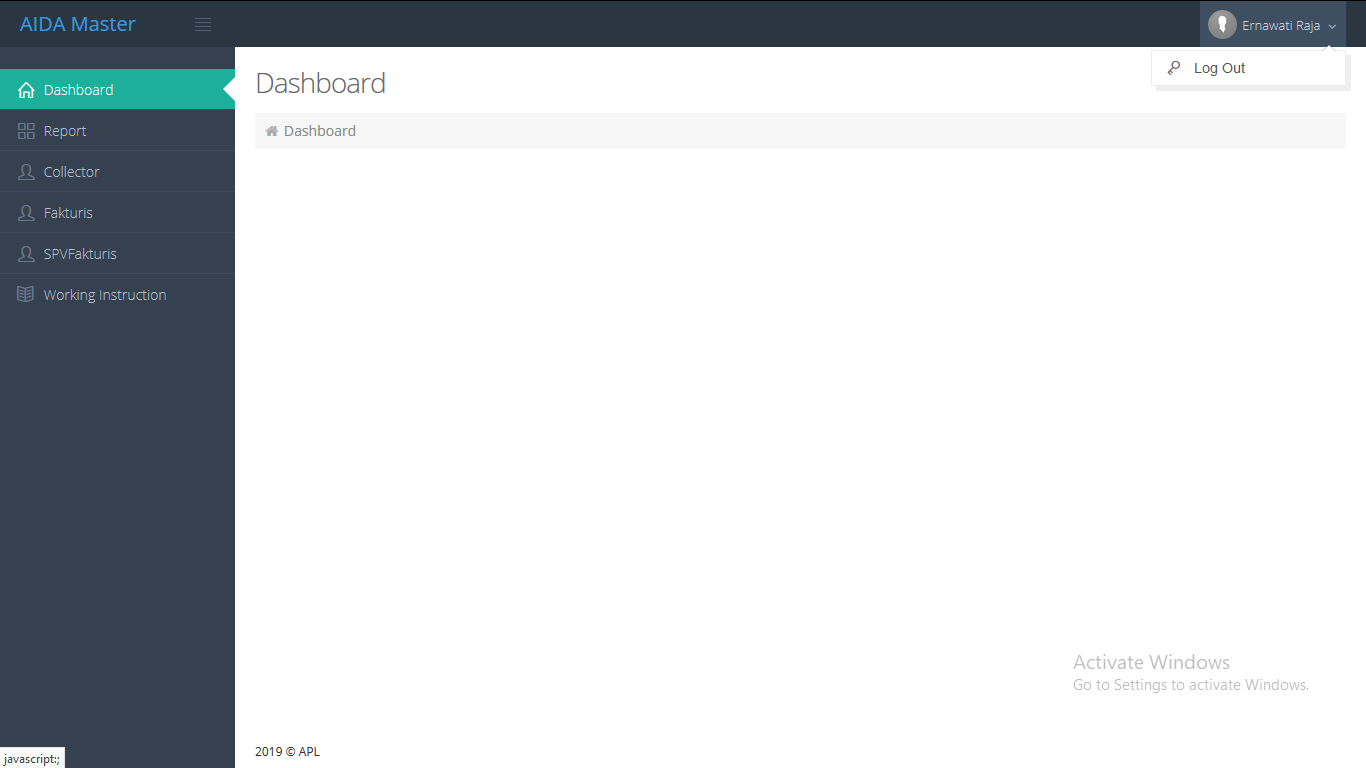 AIDA Master
Ernawati Raja
Log Out
Dashboard
Report
Collector
Fakturis
SPVFakturis
Working Instruction
Dashboard
Dashboard
Activate Windows
Go to Settings to activate Windows.
2019 © APL
javascript:;